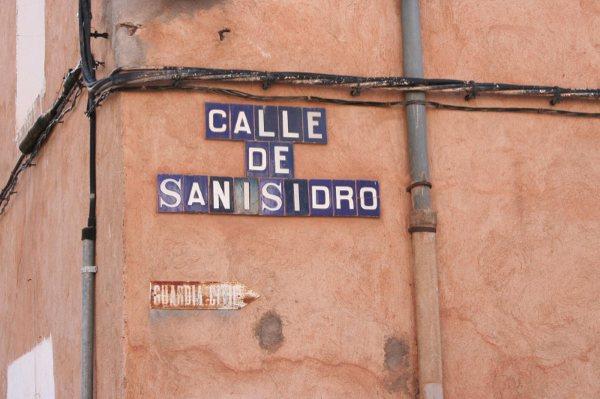 CALLE
DE
SAN ISIDRO
GUARDIA CIVIL